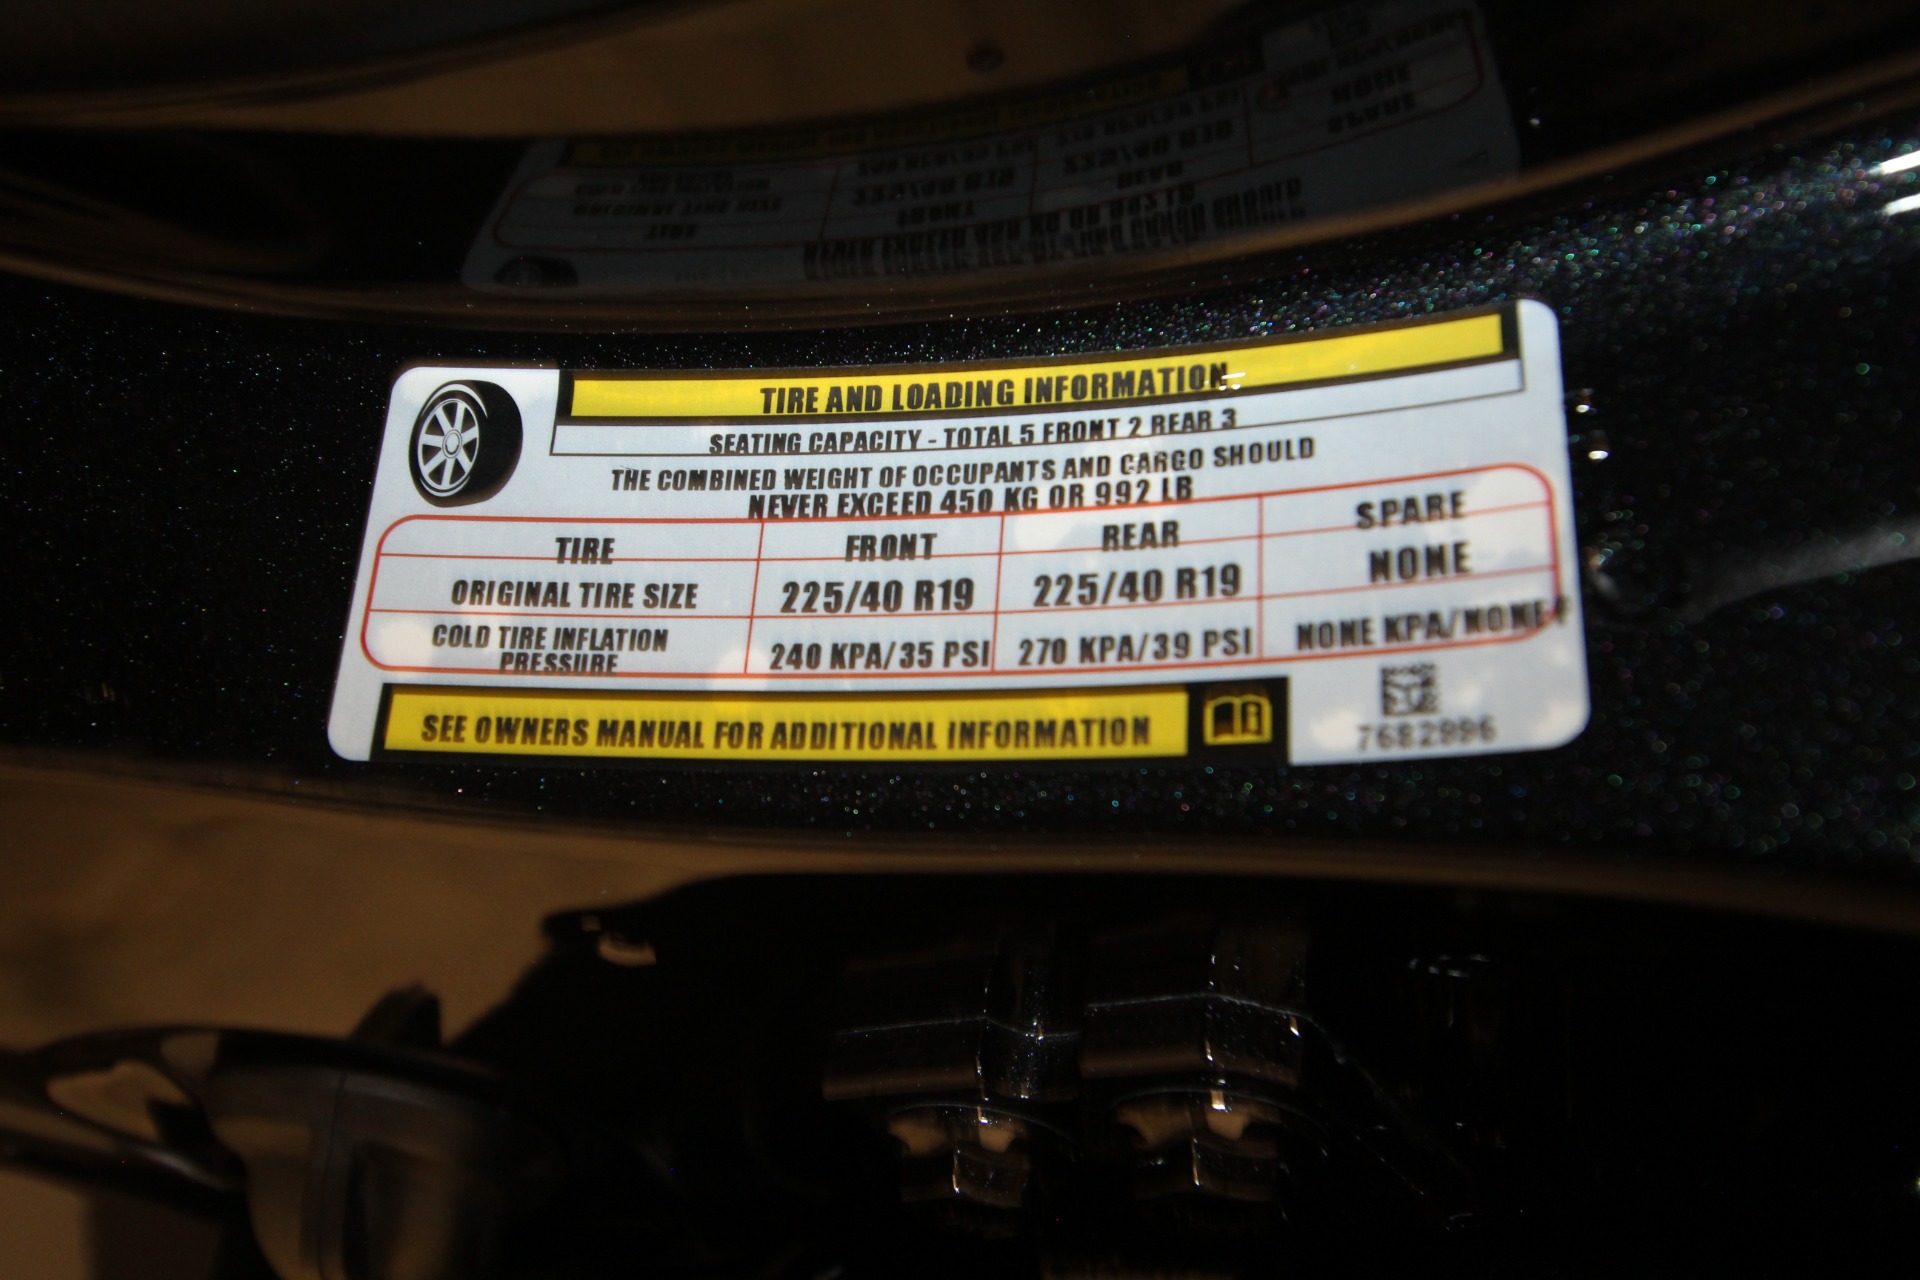 TIRE AND LOADING INFORMATION
SEATING CAPACITY - TOTAL 5 FRONT 2 REAR 3
THE COMBINED WEIGHT OF OCCUPANTS AND CARGO SHOULD
NEVER EXCEED 450 KG OR 992 LB
TIRE FRONT REAR SPARE
ORIGINAL TIRE SIZE 225/40 R19 225/40 R19 NONE
COLD TIRE INFLATION
PRESSURE 240 KPA/35 PSI 270 KPA/39 PSI NONE KPA/NONE
SEE OWNERS MANUAL FOR ADDITIONAL INFORMATION
7682996